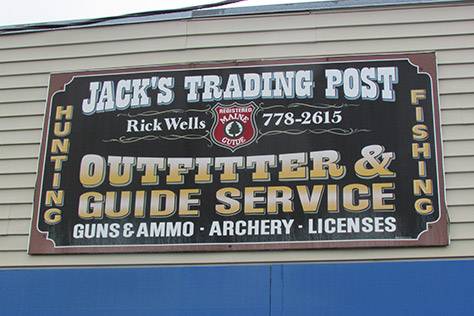 JACK'S TRADING POST
Rick Wells
REGISTERED
MAINE
GUIDE
778-2615
HUNTING
OUTFITTER &
GUIDE SERVICE
FISHING
GUNS & AMMO · ARCHERY · LICENSES